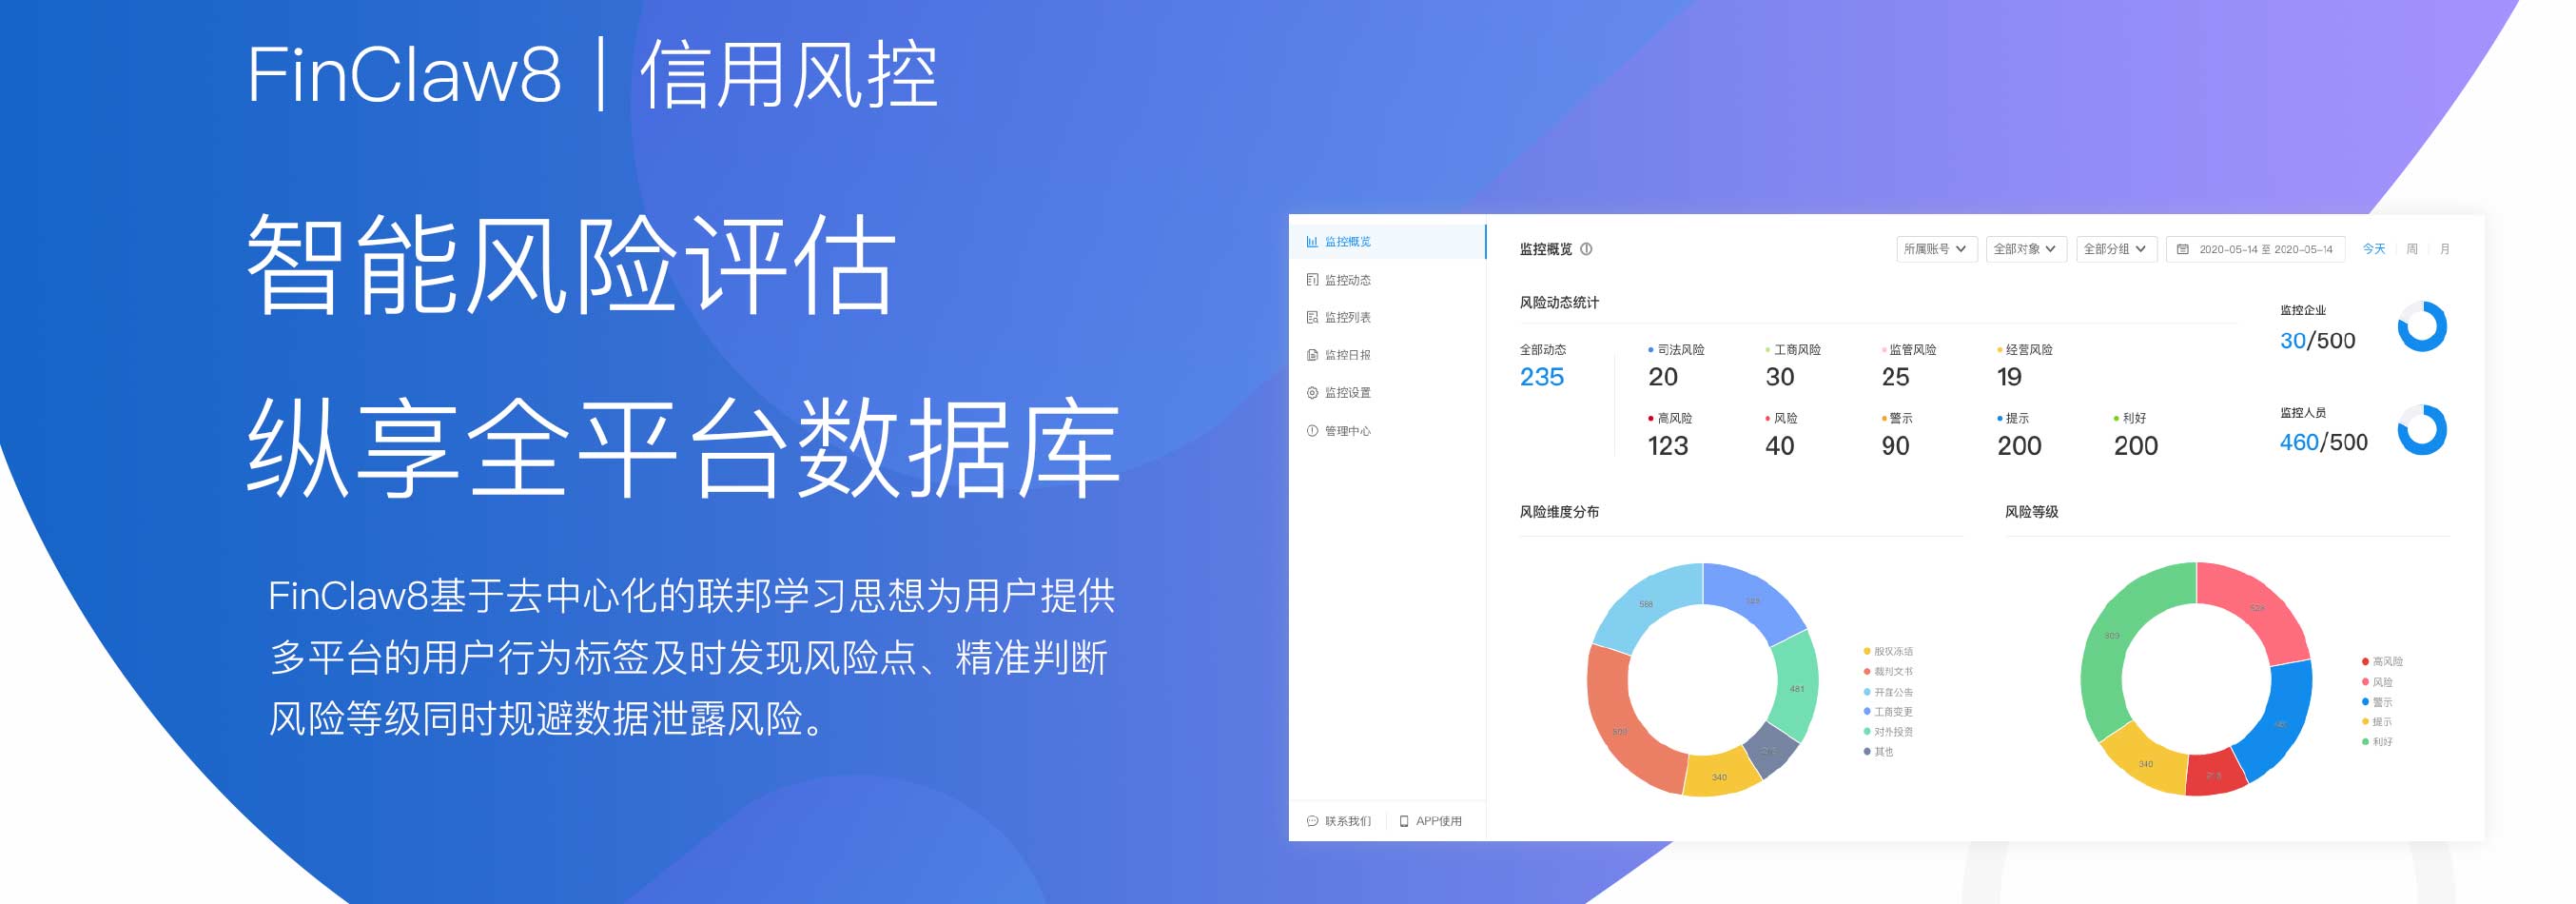 FinClaw8｜信用风控
智能风险评估
纵享全平台数据库
FinClaw8基于去中心化的联邦学习思想为用户提供
多平台的用户行为标签及时发现风险点、精准判断
风险等级同时规避数据泄露风险。
监控概览
监控动态
监控列表
监控日报
监控设置
管理中心
联系我们 APP使用
监控概览 所属账号 全部对象 全部分组 2020-05-14 至 2020-05-14 今天 周 月
风险动态统计
全部动态 司法风险 工商风险 监管风险 经营风险
235 20 30 25 19
高风险 风险 警示 提示 利好
123 40 90 200 200
监控企业
30/500
监控人员
460/500
风险维度分布
568
481
340
股权冻结
裁判文书
开庭公告
工商变更
对外投资
其他
风险等级
809
340
高风险
风险
警示
提示
利好